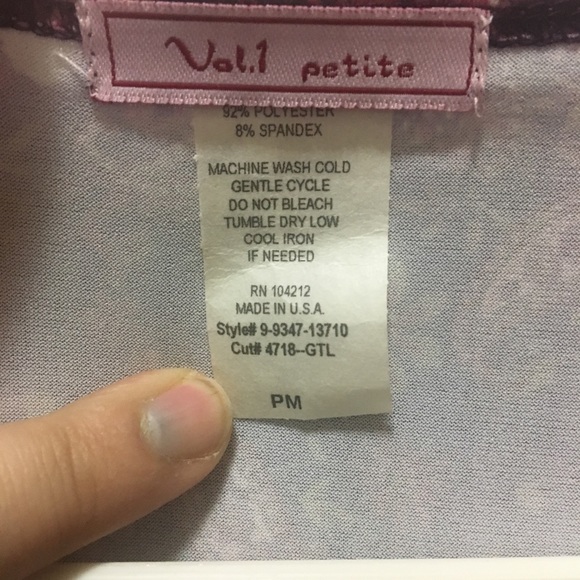 Vol.1 petite
92% POLYESTER
8% SPANDEX
MACHINE WASH COLD
GENTLE CYCLE
DO NOT BLEACH
TUMBLE DRY LOW
COOL IRON
IF NEEDED
RN 104212
MADE IN U.S.A.
Style# 9-9347-13710
Cut# 4718--GTL
PM